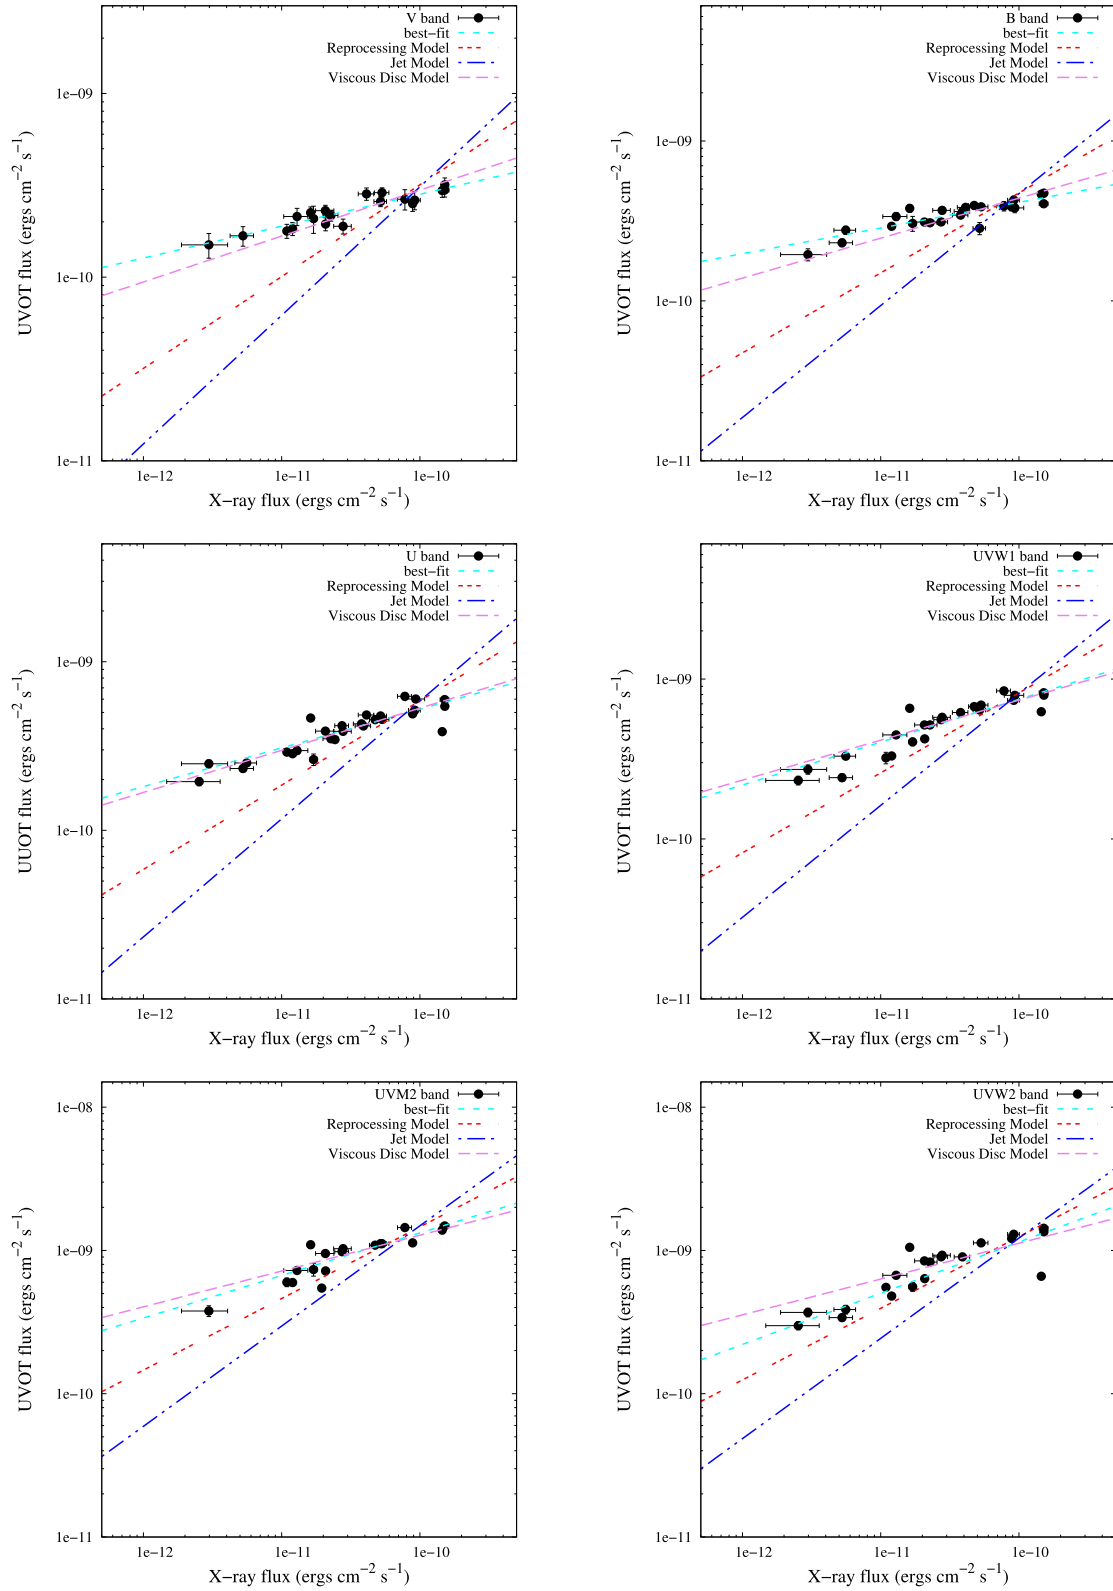 V band
best-fit
Reprocessing Model
Jet Model
Viscous Disc Model
1e-09
1e-10
1e-11
UVOT flux (ergs cm⁻² s⁻¹)
1e-12
1e-11
1e-10
X-ray flux (ergs cm⁻² s⁻¹)
B band
best-fit
Reprocessing Model
Jet Model
Viscous Disc Model
1e-09
1e-10
1e-11
UVOT flux (ergs cm⁻² s⁻¹)
1e-12
1e-11
1e-10
X-ray flux (ergs cm⁻² s⁻¹)
U band
best-fit
Reprocessing Model
Jet Model
Viscous Disc Model
1e-09
1e-10
1e-11
UUOT flux (ergs cm⁻² s⁻¹)
1e-12
1e-11
1e-10
X-ray flux (ergs cm⁻² s⁻¹)
UVW1 band
best-fit
Reprocessing Model
Jet Model
Viscous Disc Model
1e-09
1e-10
1e-11
UVOT flux (ergs cm⁻² s⁻¹)
1e-12
1e-11
1e-10
X-ray flux (ergs cm⁻² s⁻¹)
UVM2 band
best-fit
Reprocessing Model
Jet Model
Viscous Disc Model
1e-08
1e-09
1e-10
1e-11
UVOT flux (ergs cm⁻² s⁻¹)
1e-12
1e-11
1e-10
X-ray flux (ergs cm⁻² s⁻¹)
UVW2 band
best-fit
Reprocessing Model
Jet Model
Viscous Disc Model
1e-08
1e-09
1e-10
1e-11
UVOT flux (ergs cm⁻² s⁻¹)
1e-12
1e-11
1e-10
X-ray flux (ergs cm⁻² s⁻¹)